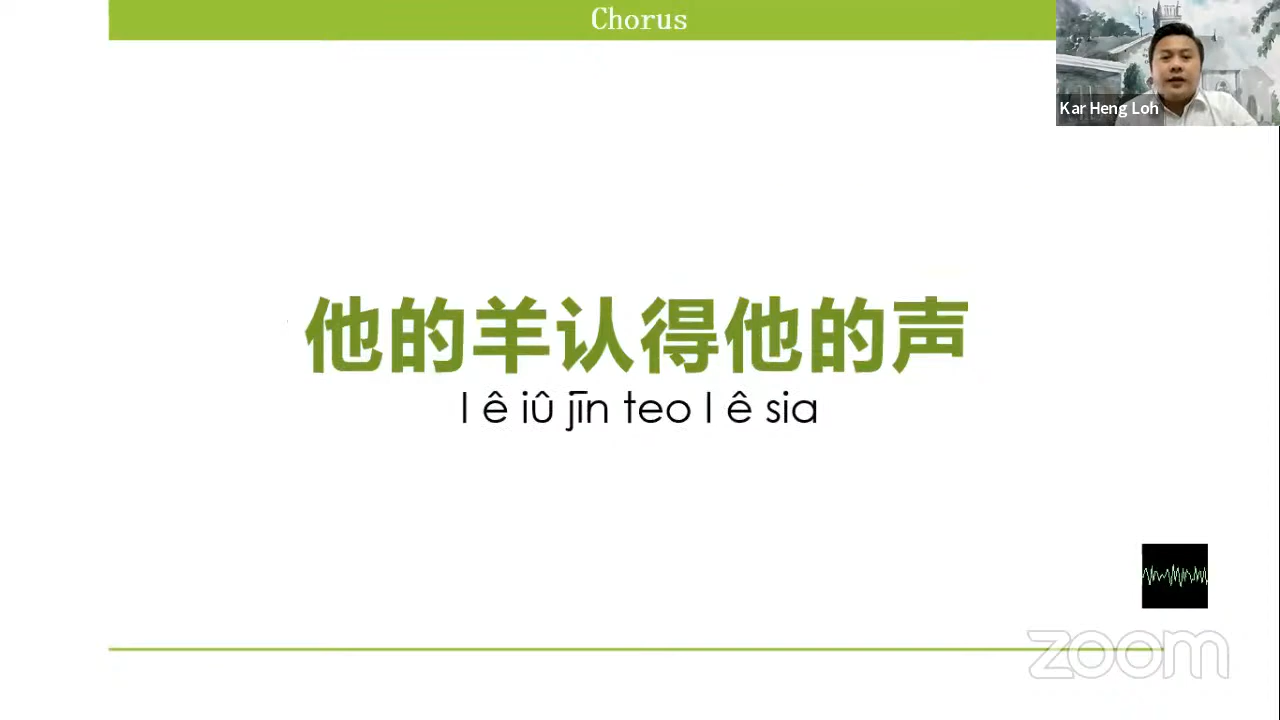 Chorus
Kar Heng Loh
他的羊认得他的声
I ê iû jīn teo I ê sia
zoom